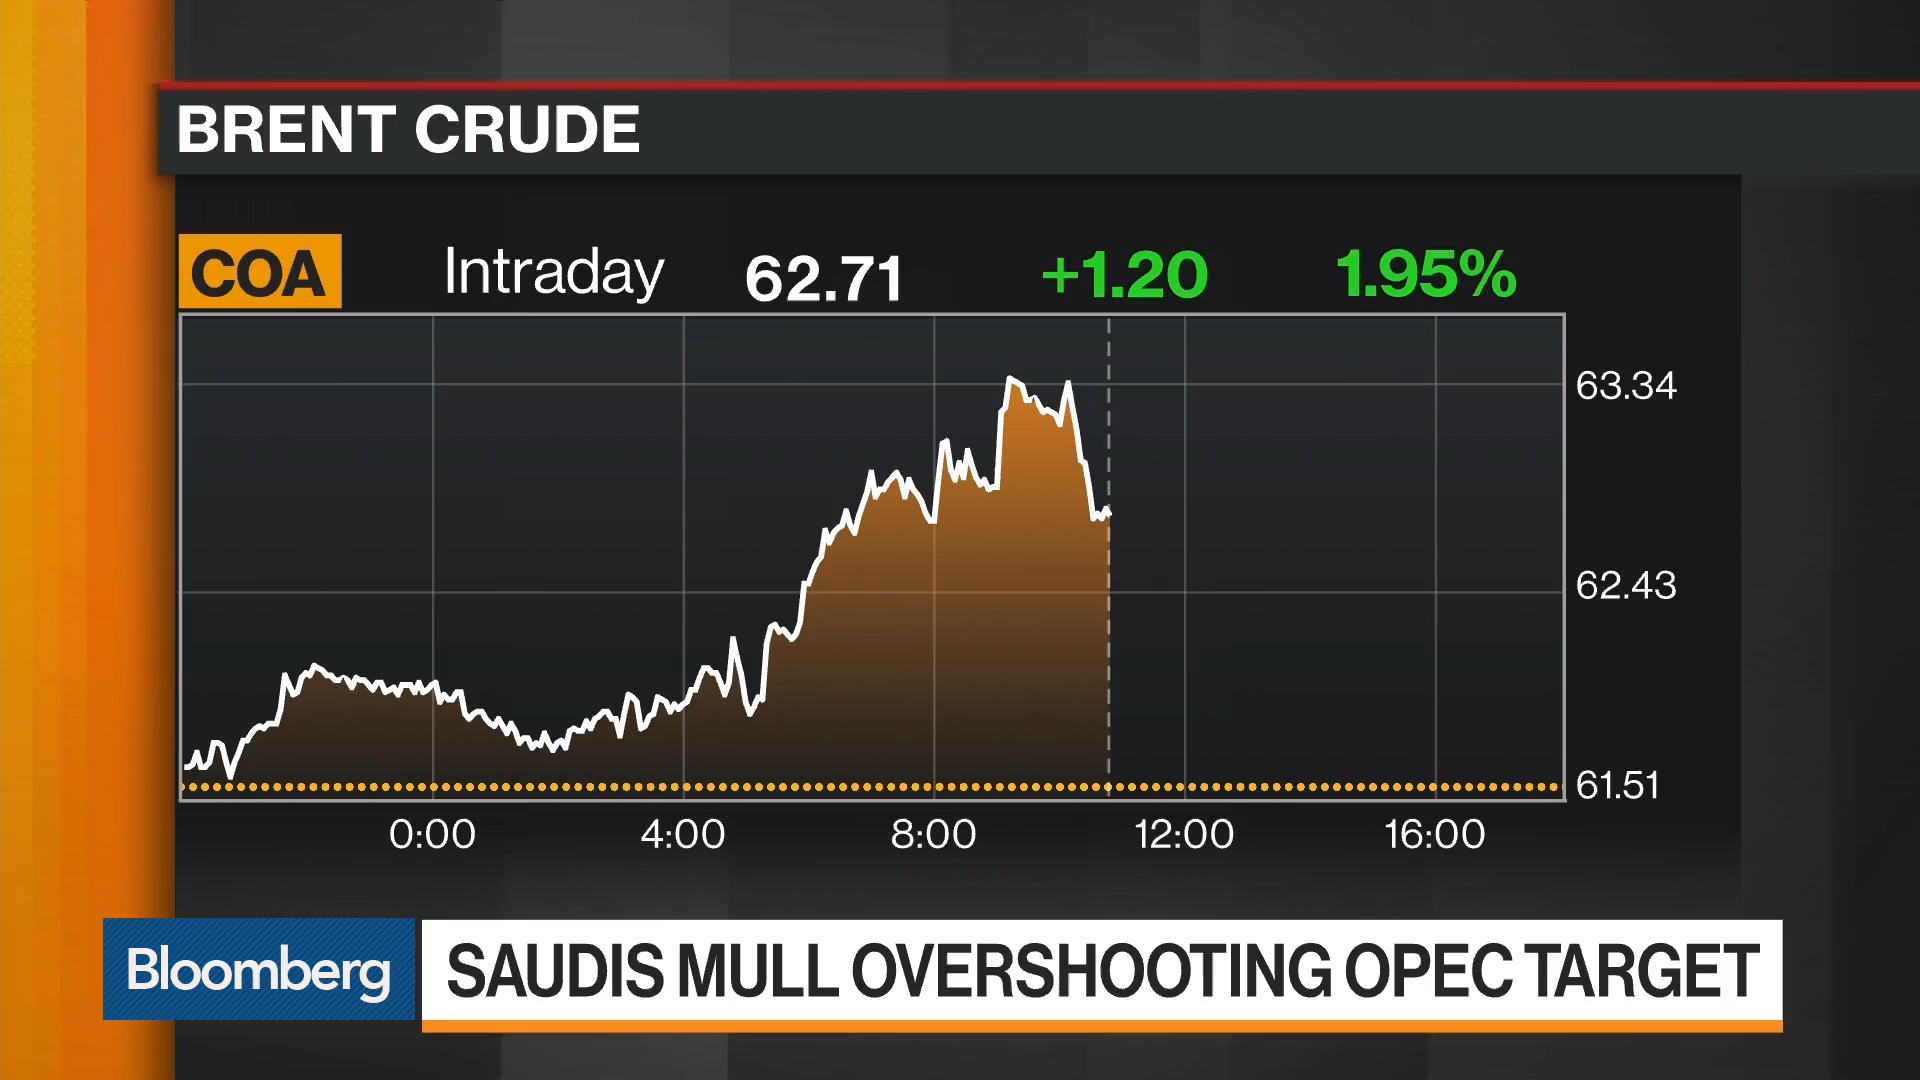 BRENT CRUDE
COA Intraday 62.71 +1.20 1.95%
63.34
62.43
61.51
0:00 4:00 8:00 12:00 16:00
Bloomberg SAUDIS MULL OVERSHOOTING OPEC TARGET